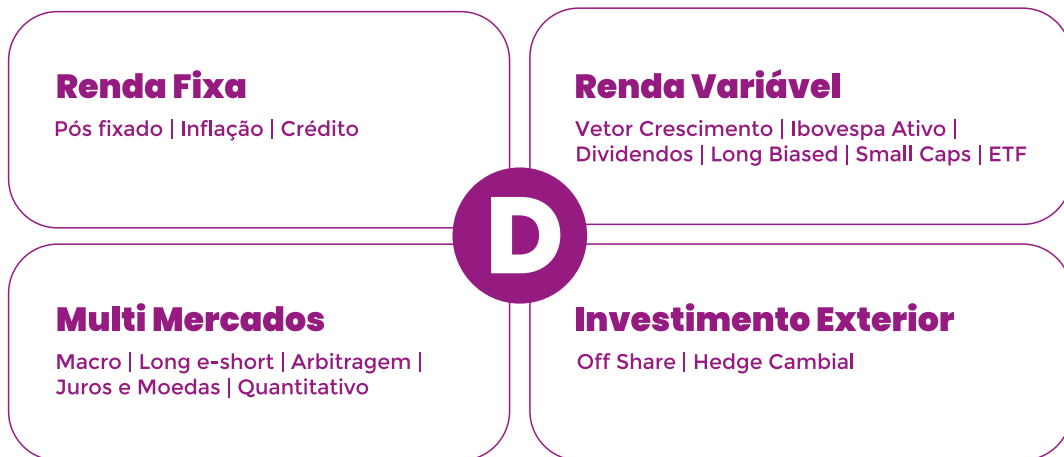 Renda Fixa
Pós fixado | Inflação | Crédito
Renda Variável
Vetor Crescimento | Ibovespa Ativo |
Dividendos | Long Biased | Small Caps | ETF
D
Multi Mercados
Macro | Long e-short | Arbitragem |
Juros e Moedas | Quantitativo
Investimento Exterior
Off Share | Hedge Cambial